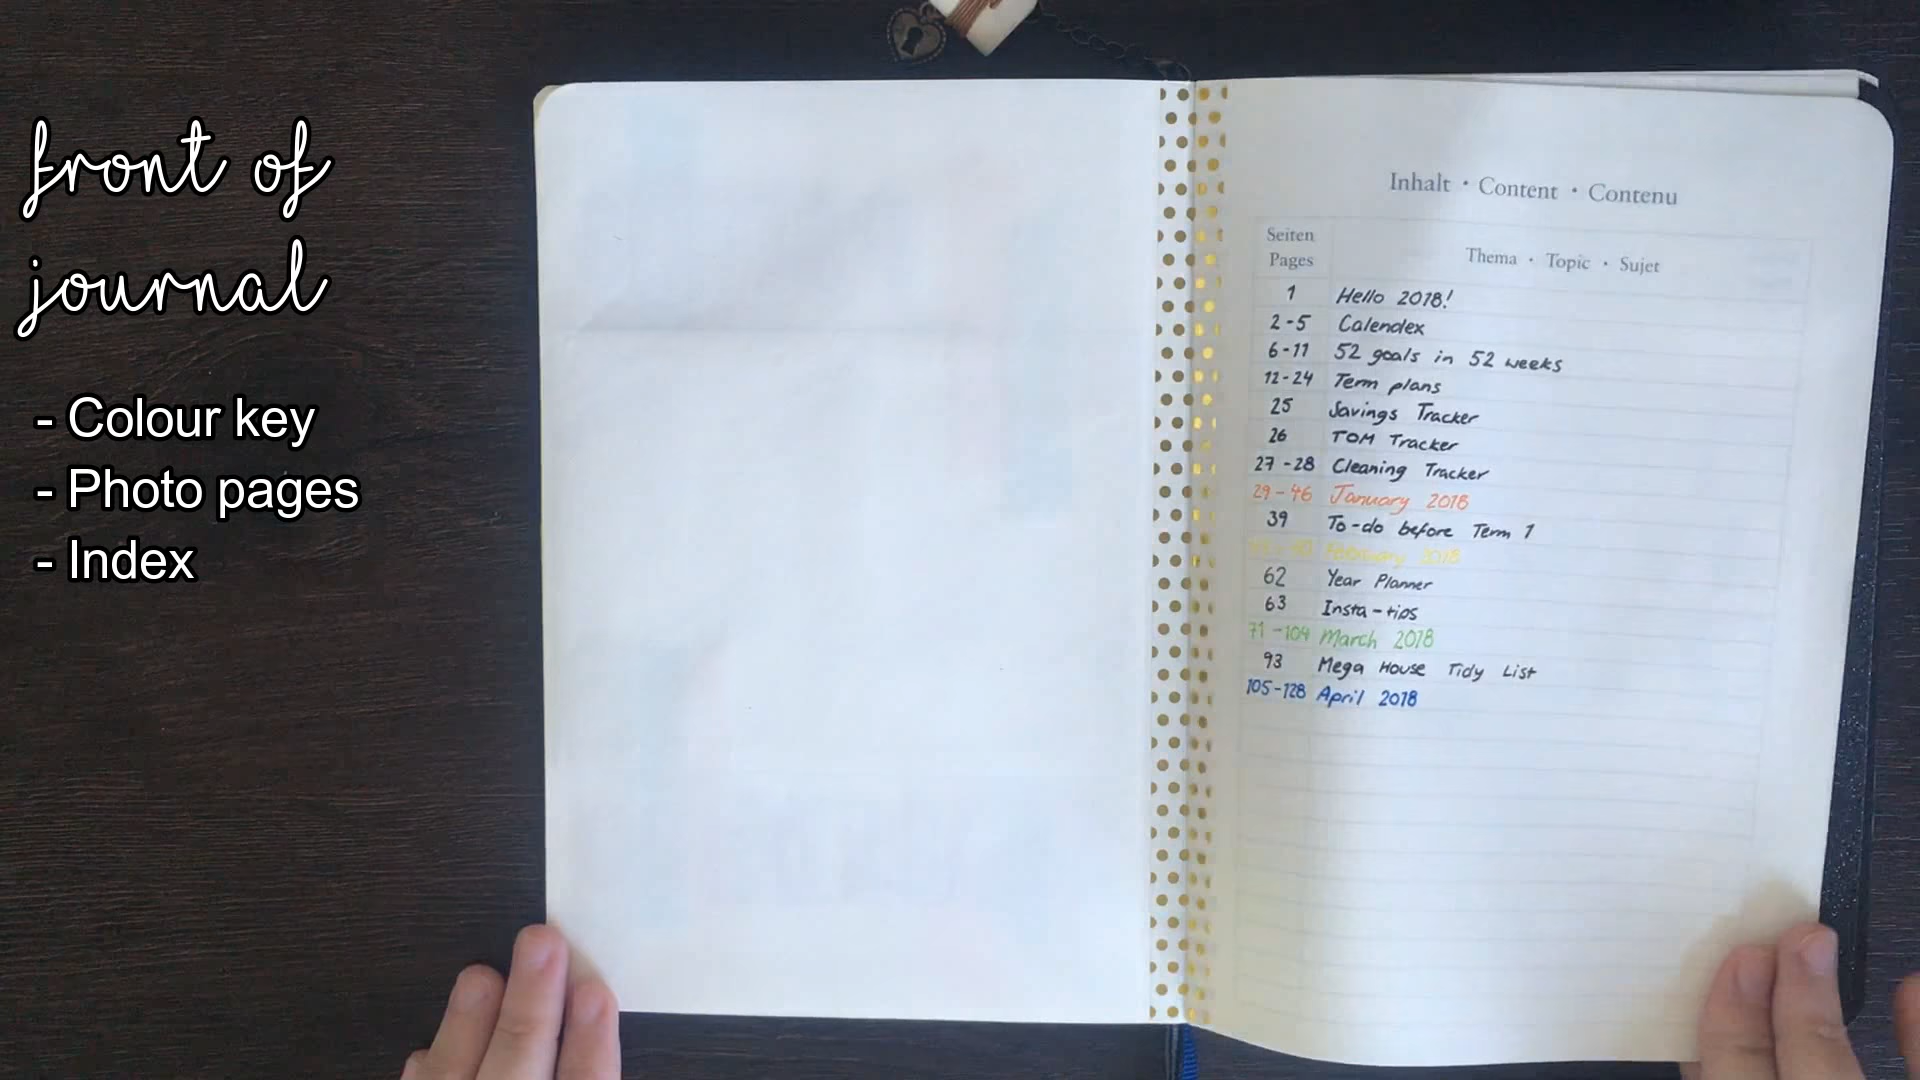 front of
journal
- Colour key
- Photo pages
- Index
Inhalt · Content · Contenu
Seiten
Pages
Thema · Topic · Sujet
1 Hello 2018!
2-5 Calendex
6-11 52 goals in 52 weeks
12-24 Term plans
25 Savings Tracker
26 TOM Tracker
27-28 Cleaning Tracker
29-46 January 2018
39 To-do before Term 1
February 2018
62 Year Planner
63 Insta-tips
71-104 March 2018
93 Mega House Tidy List
105-128 April 2018